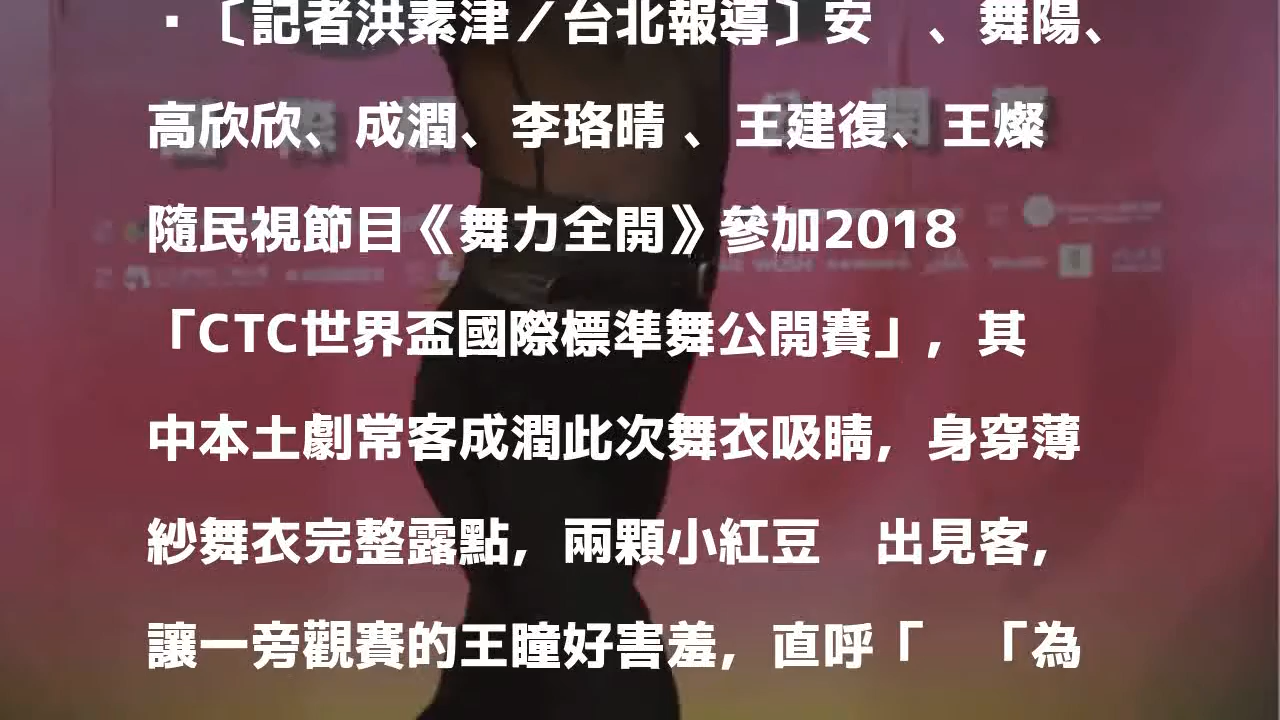 ·〔記者洪素津／台北報導〕安　、舞陽、
高欣欣、成潤、李珞晴 、王建復、王燦
隨民視節目《舞力全開》參加2018
「CTC世界盃國際標準舞公開賽」，其
中本土劇常客成潤此次舞衣吸睛，身穿薄
紗舞衣完整露點，兩顆小紅豆　出見客，
讓一旁觀賽的王瞳好害羞，直呼「　「為